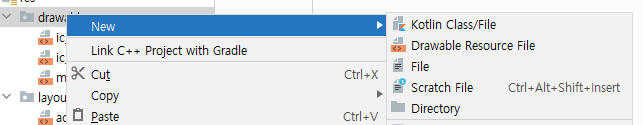 New
Link C++ Project with Gradle
Cut Ctrl+X
Copy
Paste Ctrl+V
layou
Kotlin Class/File
Drawable Resource File
File
Scratch File Ctrl+Alt+Shift+Insert
Directory